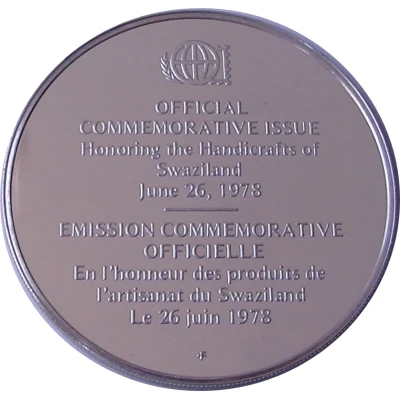 OFFICIAL
COMMEMORATIVE ISSUE
Honoring the Handicrafts of
Swaziland
June 26, 1978
EMISSION COMMEMORATIVE
OFFICIELLE
En l'honneur des produits de
l'artisanat du Swaziland
Le 26 juin 1978
F